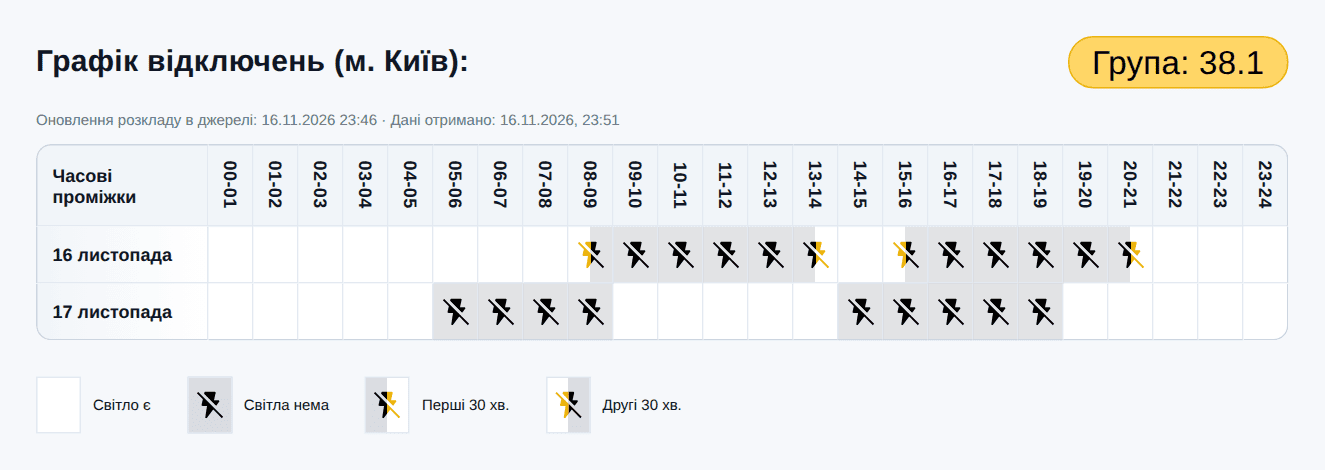 Графік відключень (м. Київ):
Група: 38.1
Оновлення розкладу в джерелі: 16.11.2026 23:46 · Дані отримано: 16.11.2026, 23:51
Часові
проміжки
00-01
01-02
02-03
03-04
04-05
05-06
06-07
07-08
08-09
09-10
10-11
11-12
12-13
13-14
14-15
15-16
16-17
17-18
18-19
19-20
20-21
21-22
22-23
23-24
16 листопада
17 листопада
Світло є
Світла нема
Перші 30 хв.
Другі 30 хв.